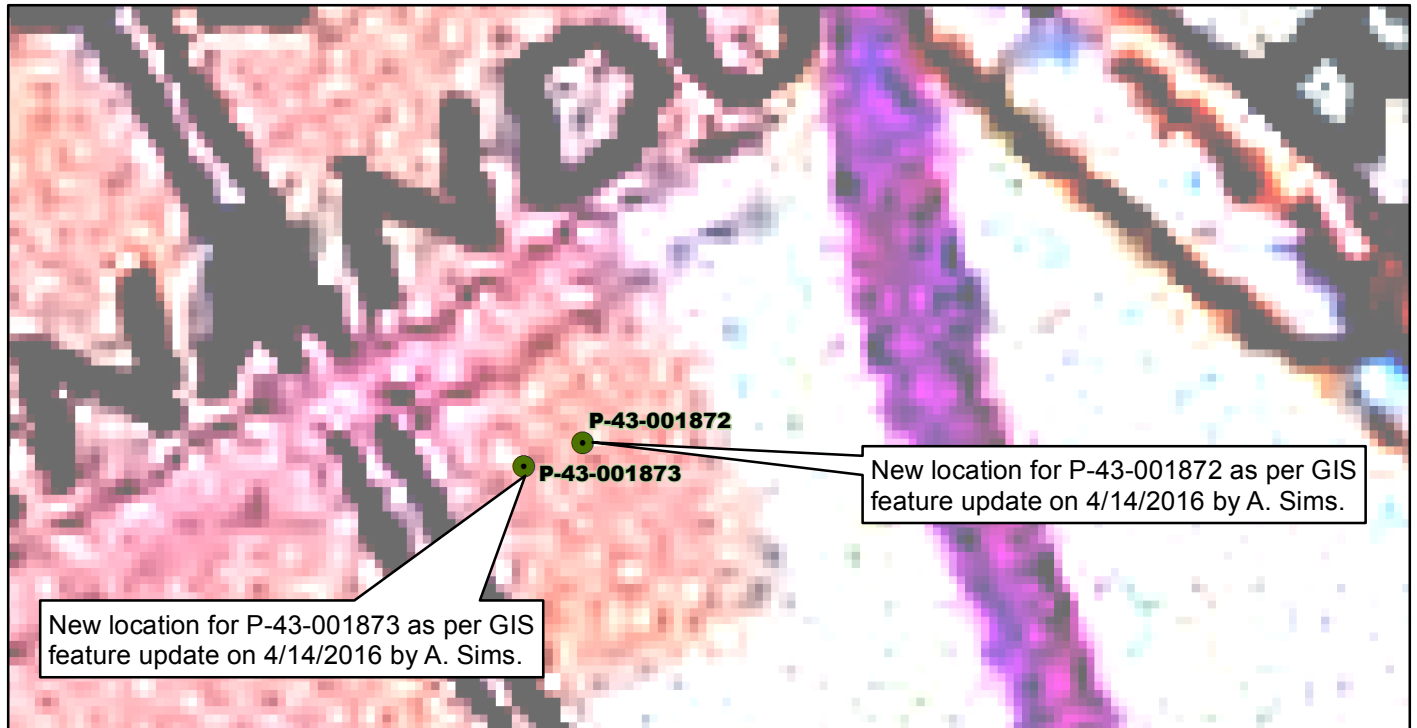 P-43-001872
P-43-001873
New location for P-43-001872 as per GIS
feature update on 4/14/2016 by A. Sims.
New location for P-43-001873 as per GIS
feature update on 4/14/2016 by A. Sims.